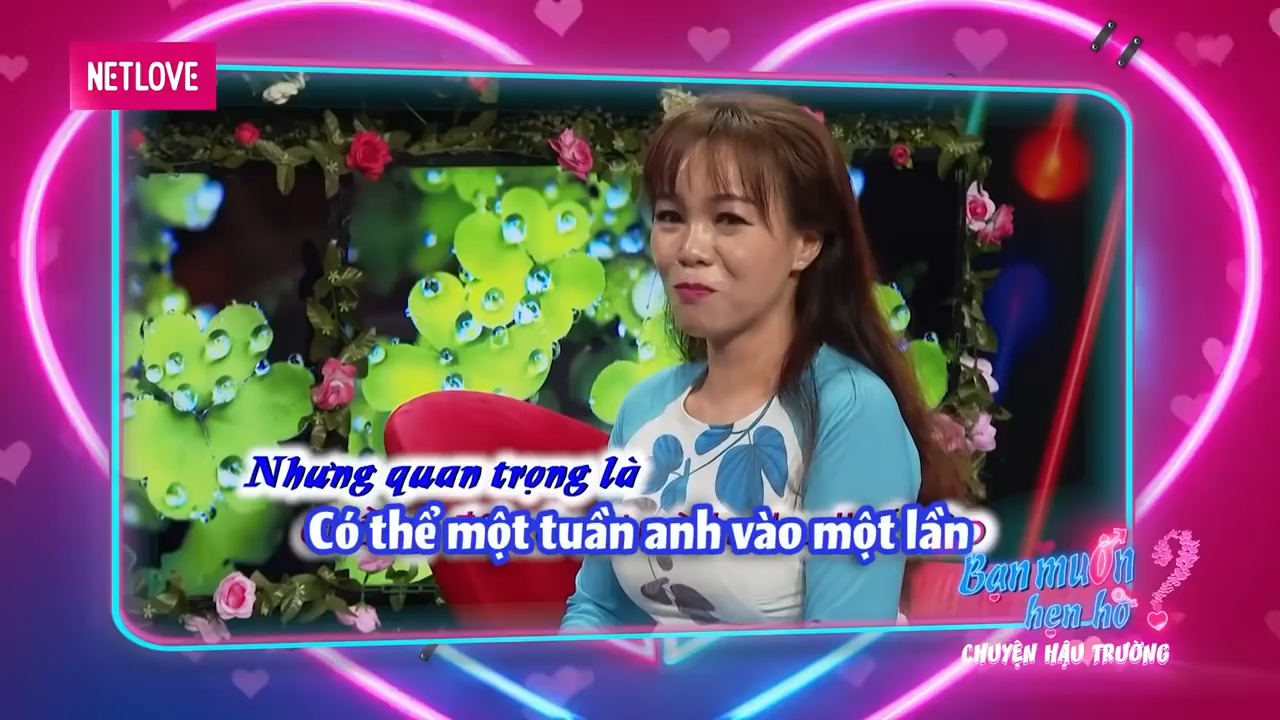 NETLOVE
Nhưng quan trọng là
Có thể một tuần anh vào một lần
Bạn muốn
hẹn hò ?
CHUYỆN HẬU TRƯỜNG